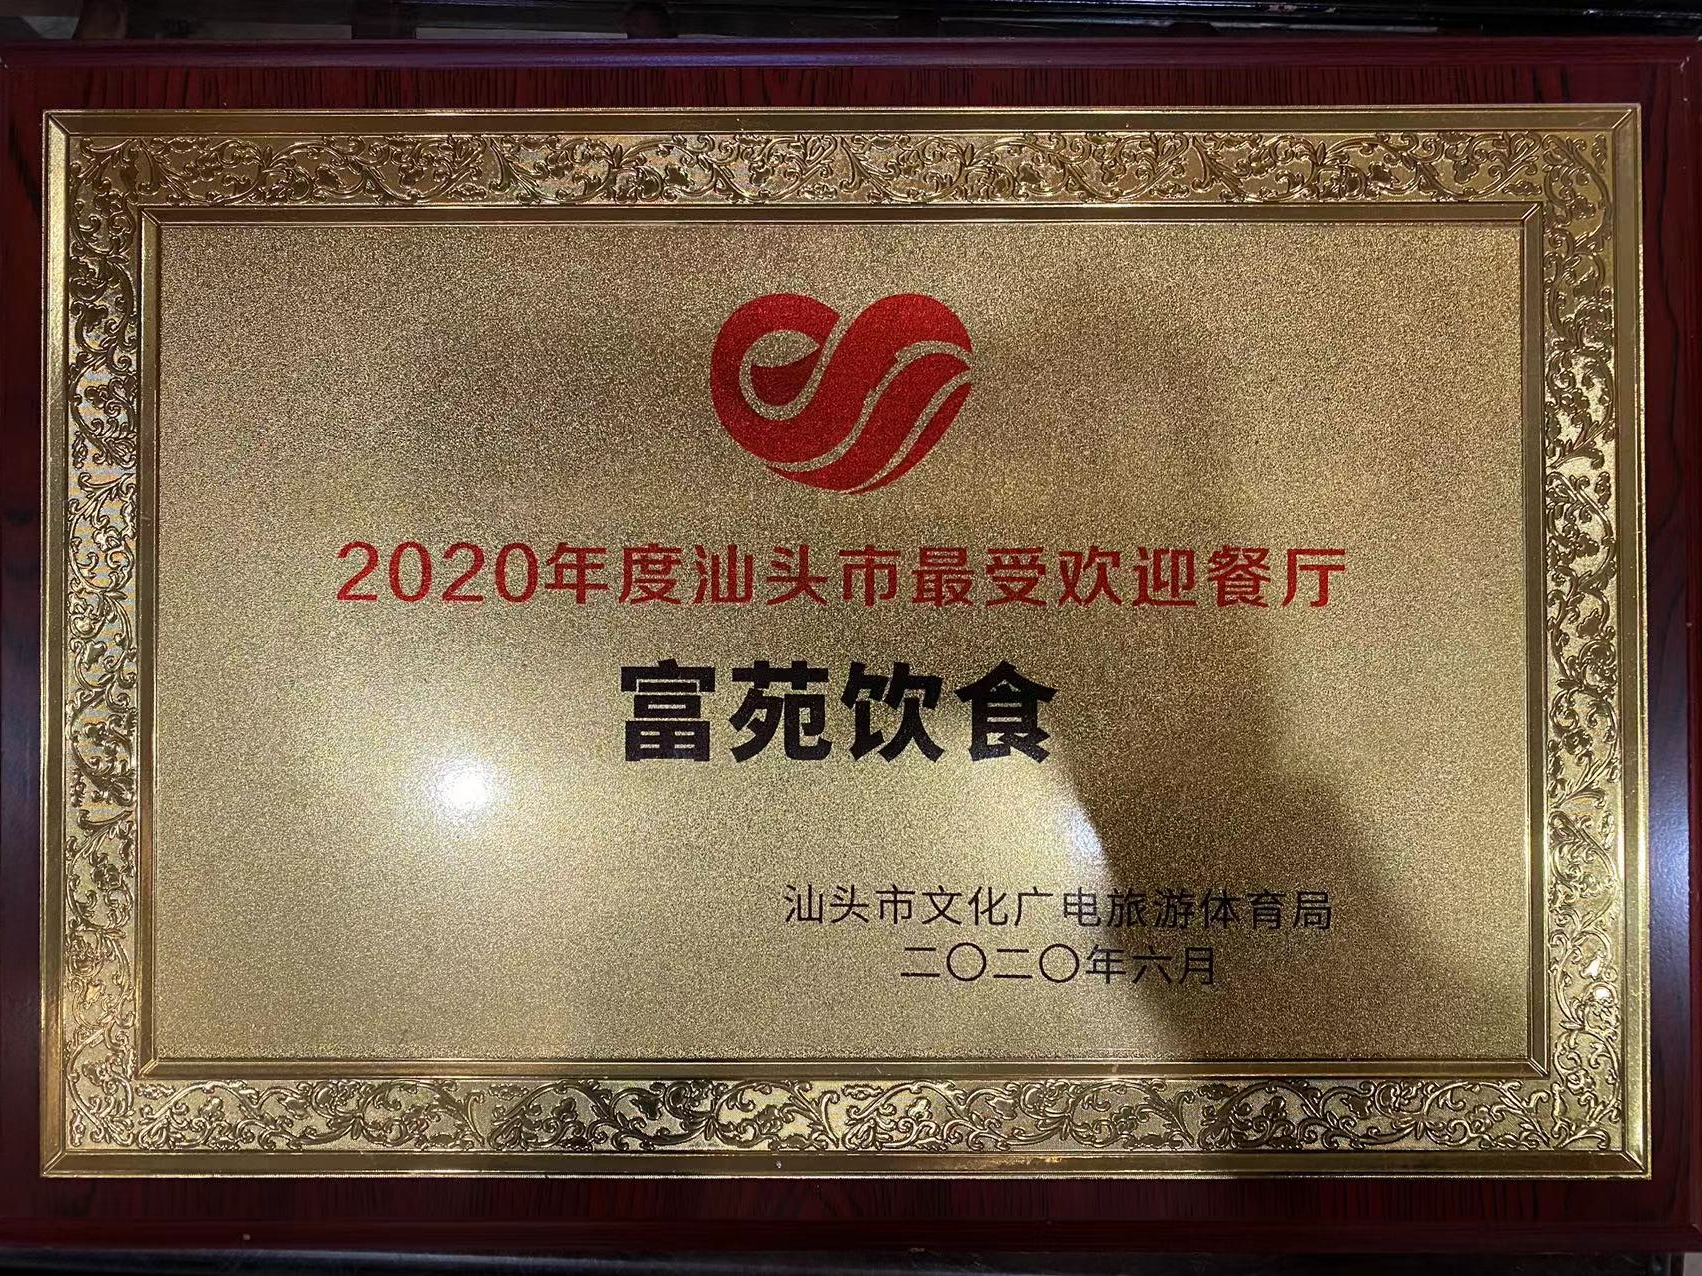 2020年度汕头市最受欢迎餐厅
富苑饮食
汕头市文化广电旅游体育局
二〇二〇年六月